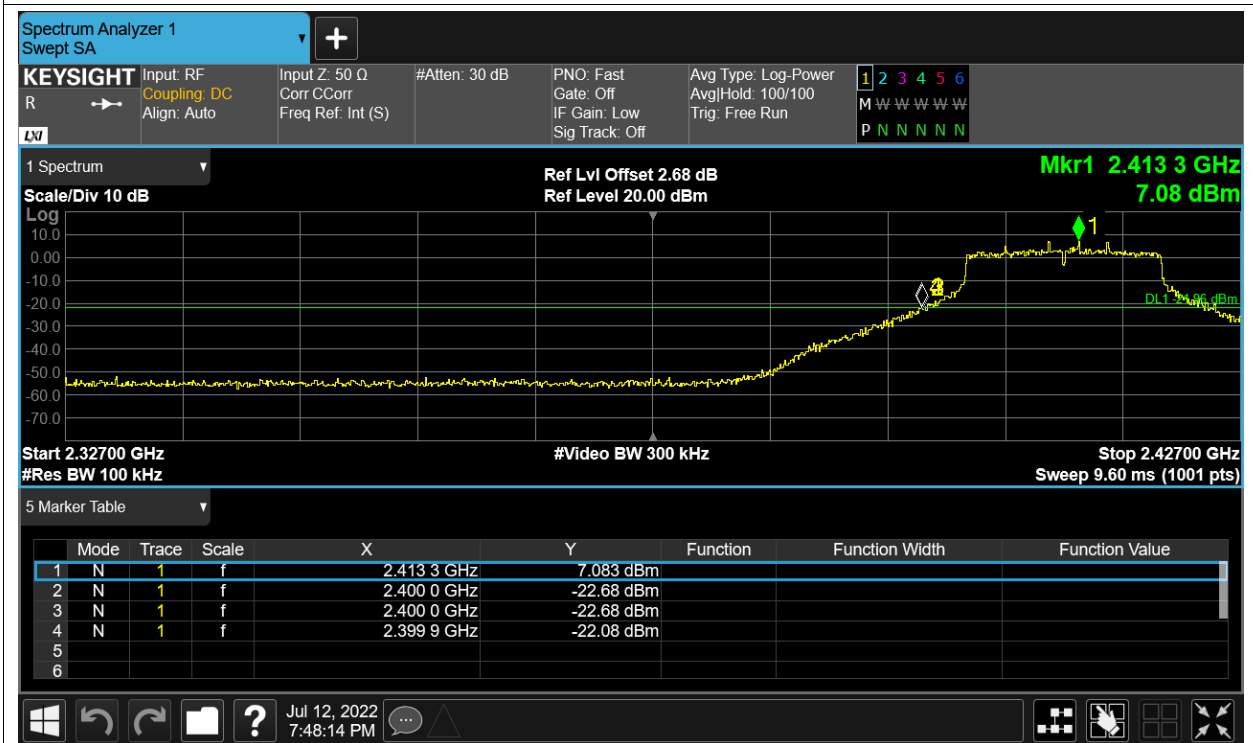 Spectrum Analyzer 1
Swept SA
+
KEYSIGHT
R
LXI
Input: RF
Coupling: DC
Align: Auto
Input Z: 50 Ω
Corr CCorr
Freq Ref: Int (S)
#Atten: 30 dB
PNO: Fast
Gate: Off
IF Gain: Low
Sig Track: Off
Avg Type: Log-Power
Avg|Hold: 100/100
Trig: Free Run
1 2 3 4 5 6
M W W W W W
P N N N N N
1 Spectrum
Scale/Div 10 dB
Ref Lvl Offset 2.68 dB
Ref Level 20.00 dBm
Mkr1 2.413 3 GHz
7.08 dBm
Log
10.0
0.00
-10.0
-20.0
-30.0
-40.0
-50.0
-60.0
-70.0
1
Start 2.32700 GHz
#Video BW 300 kHz
Stop 2.42700 GHz
#Res BW 100 kHz
Sweep 9.60 ms (1001 pts)
5 Marker Table
Mode Trace Scale X Y Function Function Width Function Value
1 N 1 f 2.413 3 GHz 7.083 dBm
2 N 1 f 2.400 0 GHz -22.68 dBm
3 N 1 f 2.400 0 GHz -22.68 dBm
4 N 1 f 2.399 9 GHz -22.08 dBm
5
6
?
Jul 12, 2022
7:48:14 PM